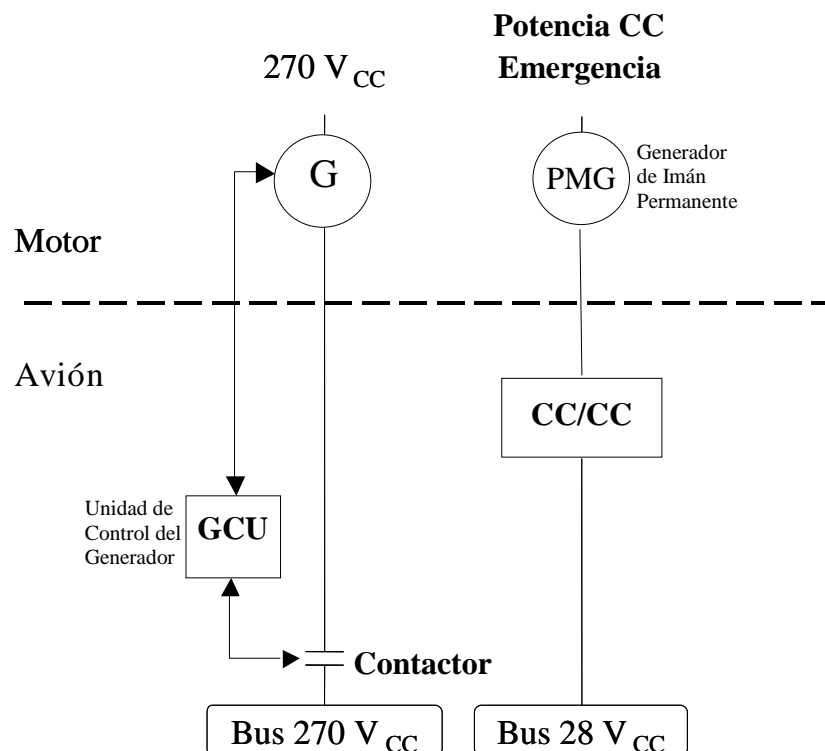 Potencia CC
Emergencia
270 V CC
G
PMG
Generador
de Imán
Permanente
Motor
Avión
CC/CC
Unidad de
Control del
Generador
GCU
Contactor
Bus 270 V CC
Bus 28 V CC